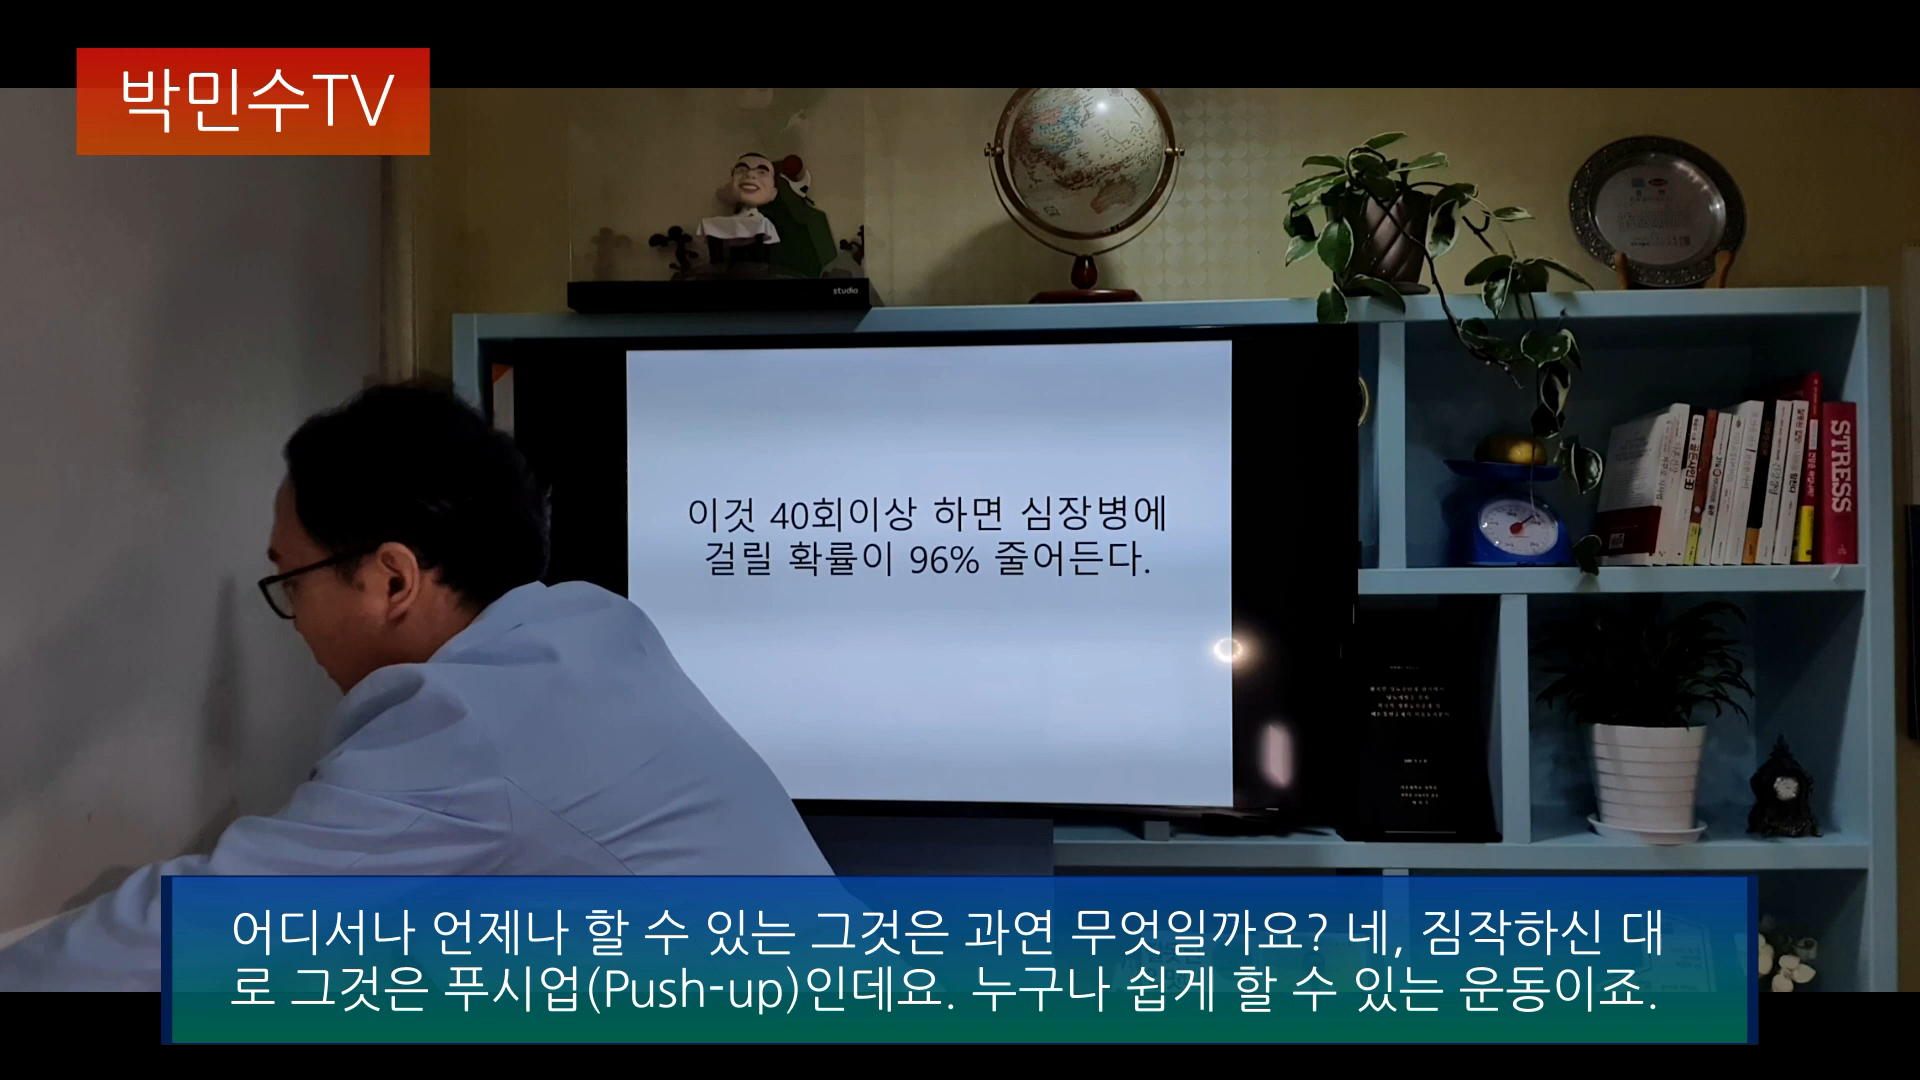 박민수TV
studio
이것 40회이상 하면 심장병에
걸릴 확률이 96% 줄어든다.
STRESS
어디서나 언제나 할 수 있는 그것은 과연 무엇일까요? 네, 짐작하신 대
로 그것은 푸시업(Push-up)인데요. 누구나 쉽게 할 수 있는 운동이죠.